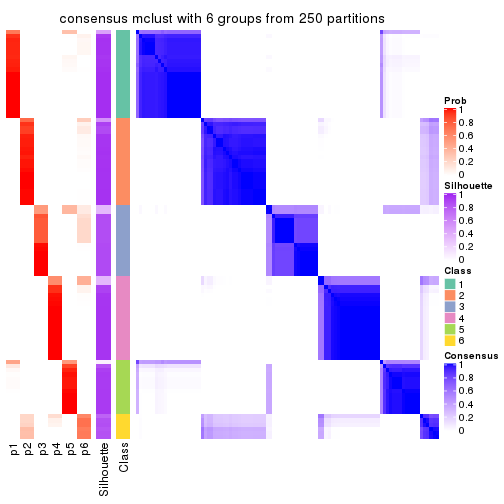 consensus mclust with 6 groups from 250 partitions
Prob
1
0.8
0.6
0.4
0.2
0
Silhouette
1
0.8
0.6
0.4
0.2
0
Class
1
2
3
4
5
6
Consensus
1
0.8
0.6
0.4
0.2
0
p1
p2
p3
p4
p5
p6
Silhouette
Class